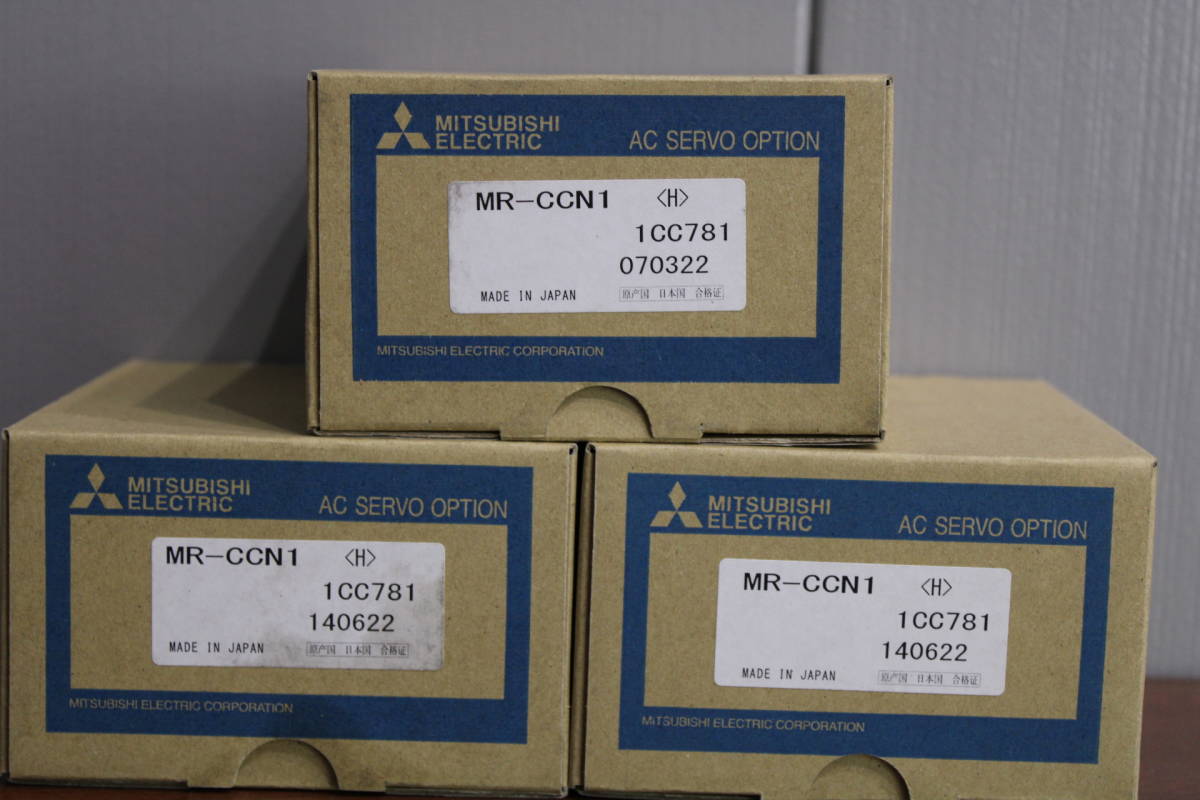 MITSUBISHI
ELECTRIC
AC SERVO OPTION
MR-CCN1 <H>
1CC781
070322
MADE IN JAPAN 原产国 日本国 合格证
MITSUBISHI ELECTRIC CORPORATION
MITSUBISHI
ELECTRIC
AC SERVO OPTION
MR-CCN1 <H>
1CC781
140622
MADE IN JAPAN 原产国 日本国 合格证
MITSUBISHI ELECTRIC CORPORATION
MITSUBISHI
ELECTRIC
AC SERVO OPTION
MR-CCN1 <H>
1CC781
140622
MADE IN JAPAN 原产国 日本国 合格证
MITSUBISHI ELECTRIC CORPORATION